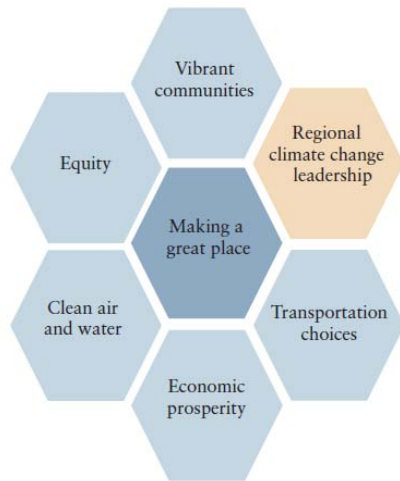 Vibrant
communities
Regional
climate change
leadership
Equity
Making a
great place
Clean air
and water
Transportation
choices
Economic
prosperity